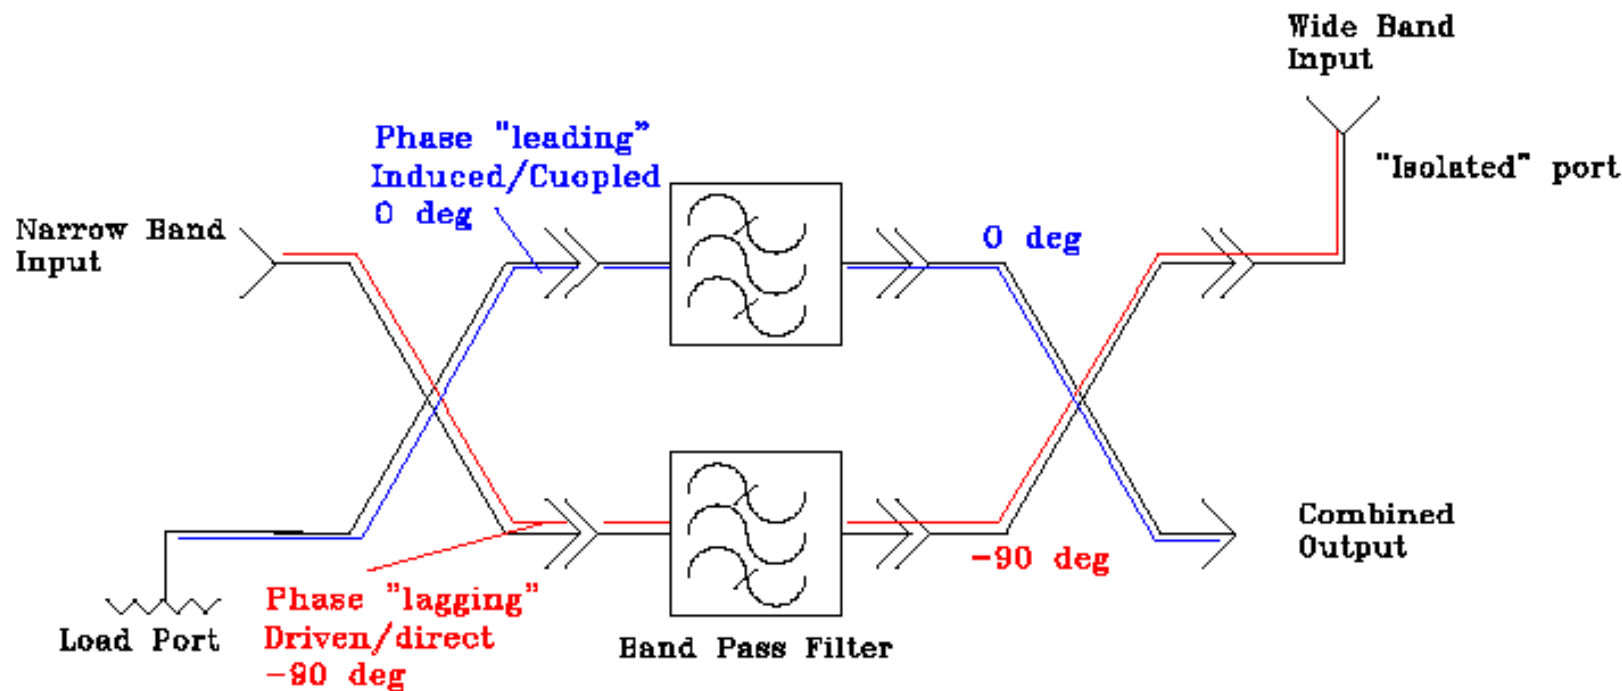 Wide Band
Input
Phase "leading"
Induced/Cuopled
0 deg
"Isolated" port
Narrow Band
Input
0 deg
Combined
Output
-90 deg
Phase "lagging"
Driven/direct
-90 deg
Load Port
Band Pass Filter